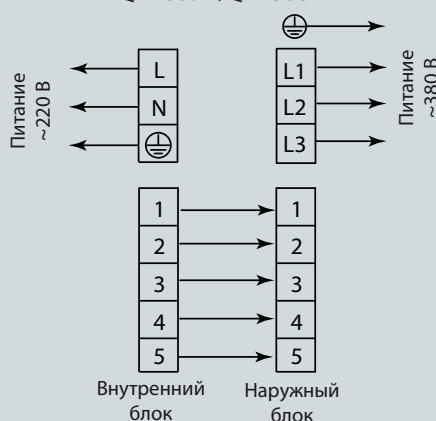 L
N
L1
L2
L3
Питание
~220 В
Питание
~380 В
1 1
2 2
3 3
4 4
5 5
Внутренний
блок
Наружный
блок